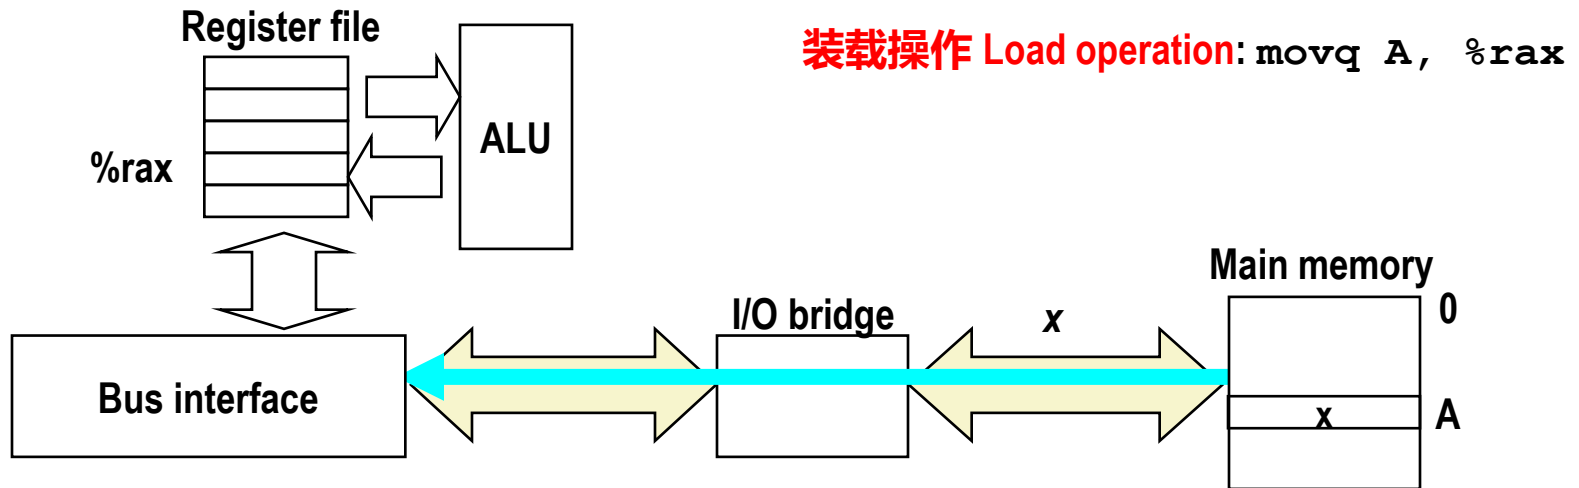 Register file
装载操作 Load operation: movq A, %rax
ALU
%rax
Main memory
I/O bridge
x
0
Bus interface
x
A